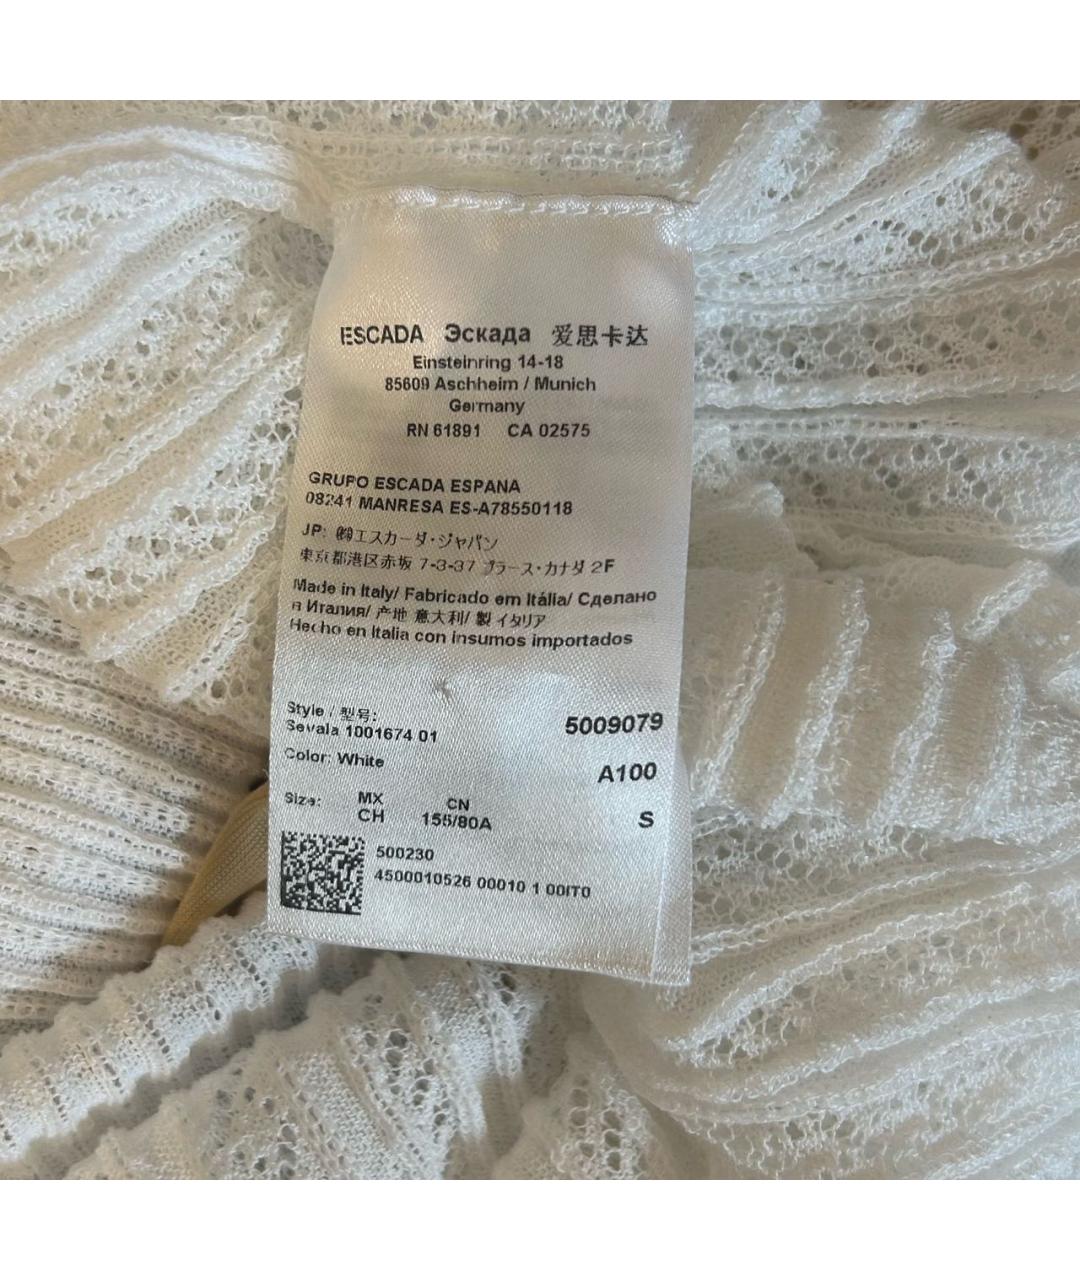 ESCADA Эскада 爱思卡达
Einsteinring 14-18
85609 Aschheim / Munich
Germany
RN 61891 CA 02575
GRUPO ESCADA ESPANA
08241 MANRESA ES-A78550118
JP: ㈱エスカーダ・ジャパン
東京都港区赤坂 7-3-37 プラース・カナダ 2F
Made in Italy/ Fabricado em Itália/ Сделано
в Италия/ 产地 意大利/ 製 イタリア
Hecho en Italia con insumos importados
Style / 型号: 5009079
Sevala 1001674 01
Color: White A100
Size: MX CN S
CH 155/80A
500230
4500010526 00010 1 00IT0